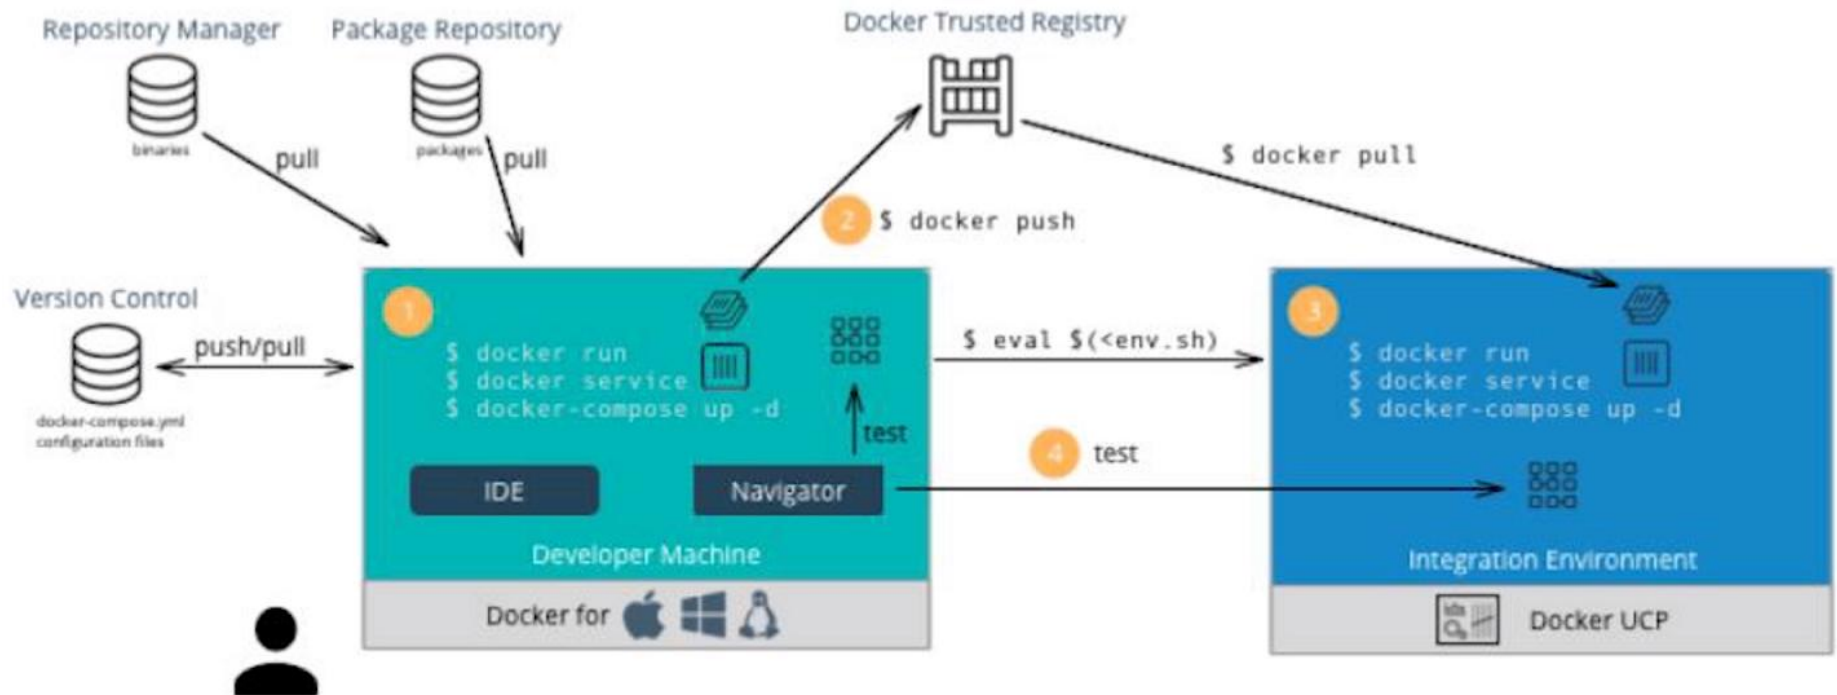 Repository Manager
binaries
pull
Package Repository
packages
pull
Docker Trusted Registry
$ docker pull
2
$ docker push
Version Control
push/pull
docker-compose.yml
configuration files
1
$ docker run
$ docker service
$ docker-compose up -d
test
IDE
Navigator
Developer Machine
Docker for
$ eval $(<env.sh)
4
test
3
$ docker run
$ docker service
$ docker-compose up -d
Integration Environment
Docker UCP